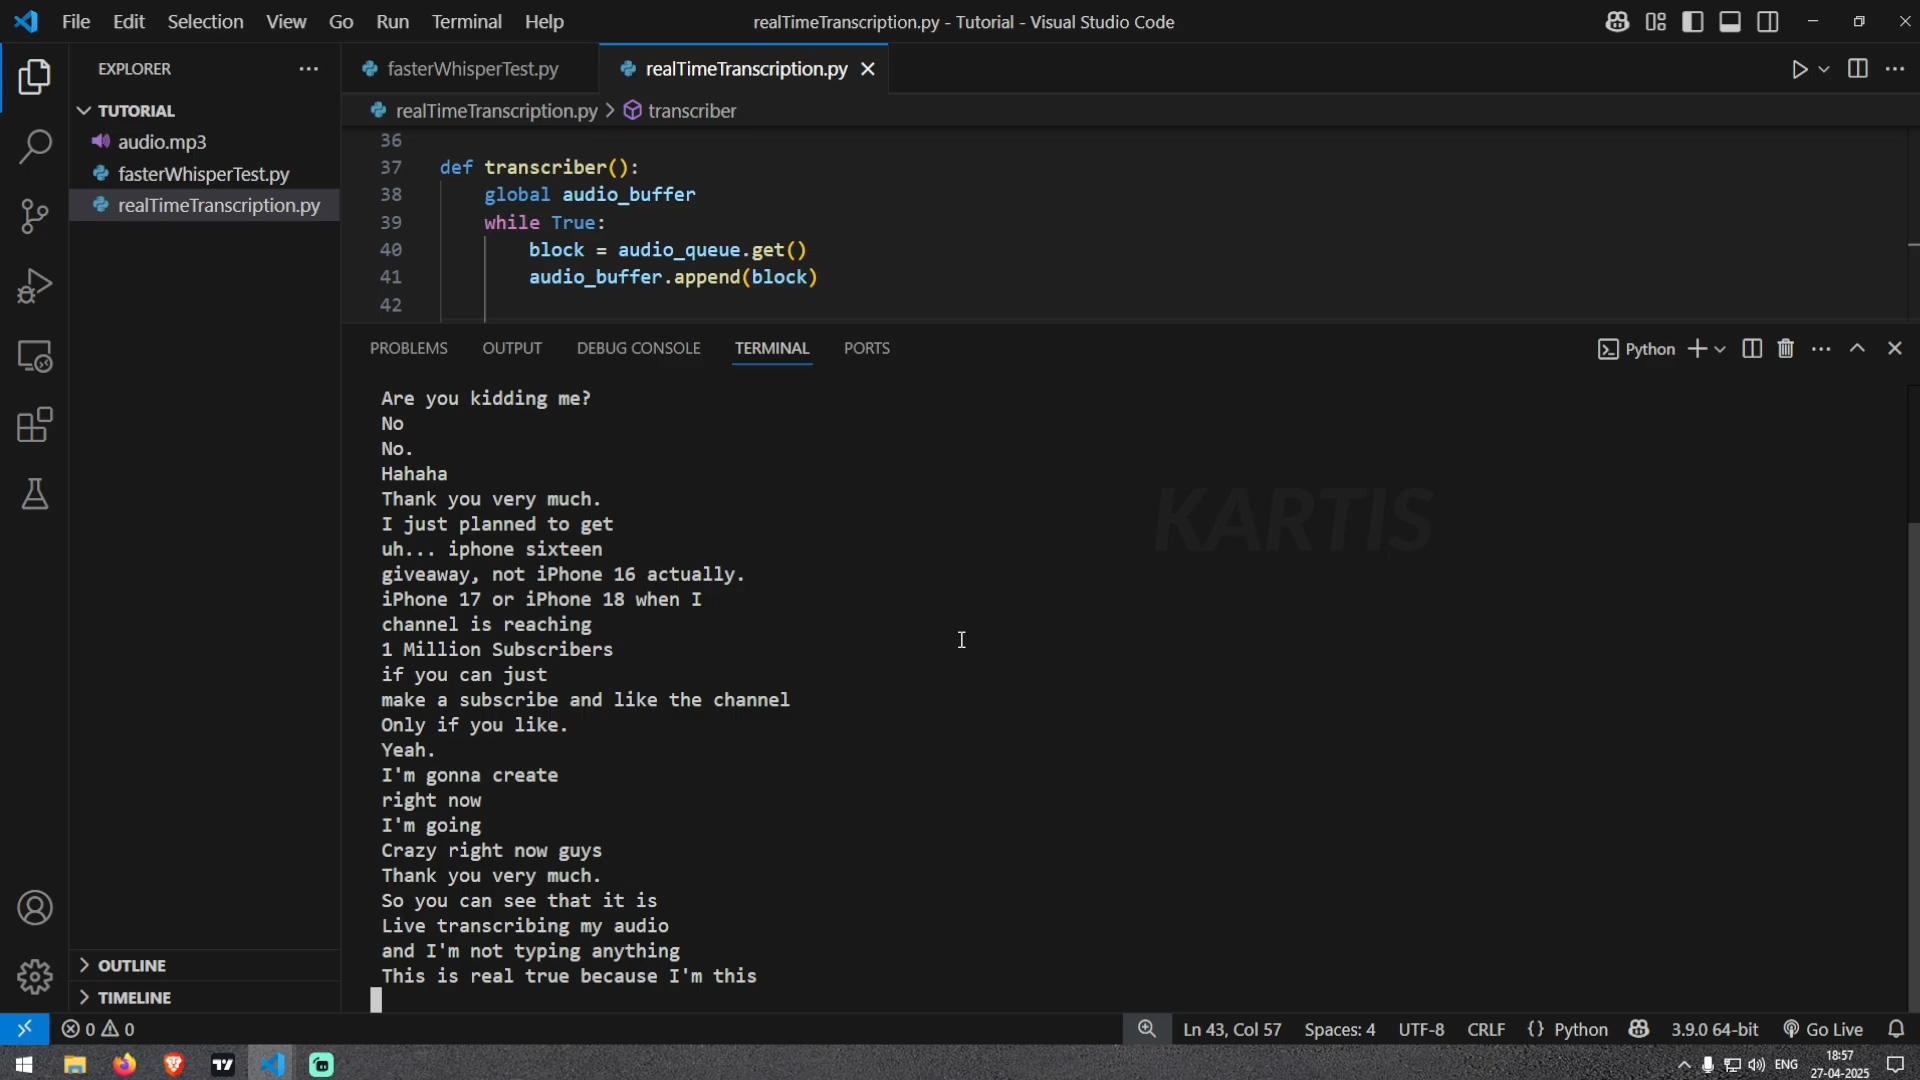 File Edit Selection View Go Run Terminal Help
realTimeTranscription.py - Tutorial - Visual Studio Code
EXPLORER
TUTORIAL
audio.mp3
fasterWhisperTest.py
realTimeTranscription.py
OUTLINE
TIMELINE
fasterWhisperTest.py
realTimeTranscription.py
realTimeTranscription.py > transcriber
36
37 def transcriber():
38 global audio_buffer
39 while True:
40 block = audio_queue.get()
41 audio_buffer.append(block)
42
PROBLEMS OUTPUT DEBUG CONSOLE TERMINAL PORTS
Python
Are you kidding me?
No
No.
Hahaha
Thank you very much.
I just planned to get
uh... iphone sixteen
giveaway, not iPhone 16 actually.
iPhone 17 or iPhone 18 when I
channel is reaching
1 Million Subscribers
if you can just
make a subscribe and like the channel
Only if you like.
Yeah.
I'm gonna create
right now
I'm going
Crazy right now guys
Thank you very much.
So you can see that it is
Live transcribing my audio
and I'm not typing anything
This is real true because I'm this
KARTIS
0 0
Ln 43, Col 57 Spaces: 4 UTF-8 CRLF {} Python 3.9.0 64-bit Go Live
ENG
18:57
27-04-2025